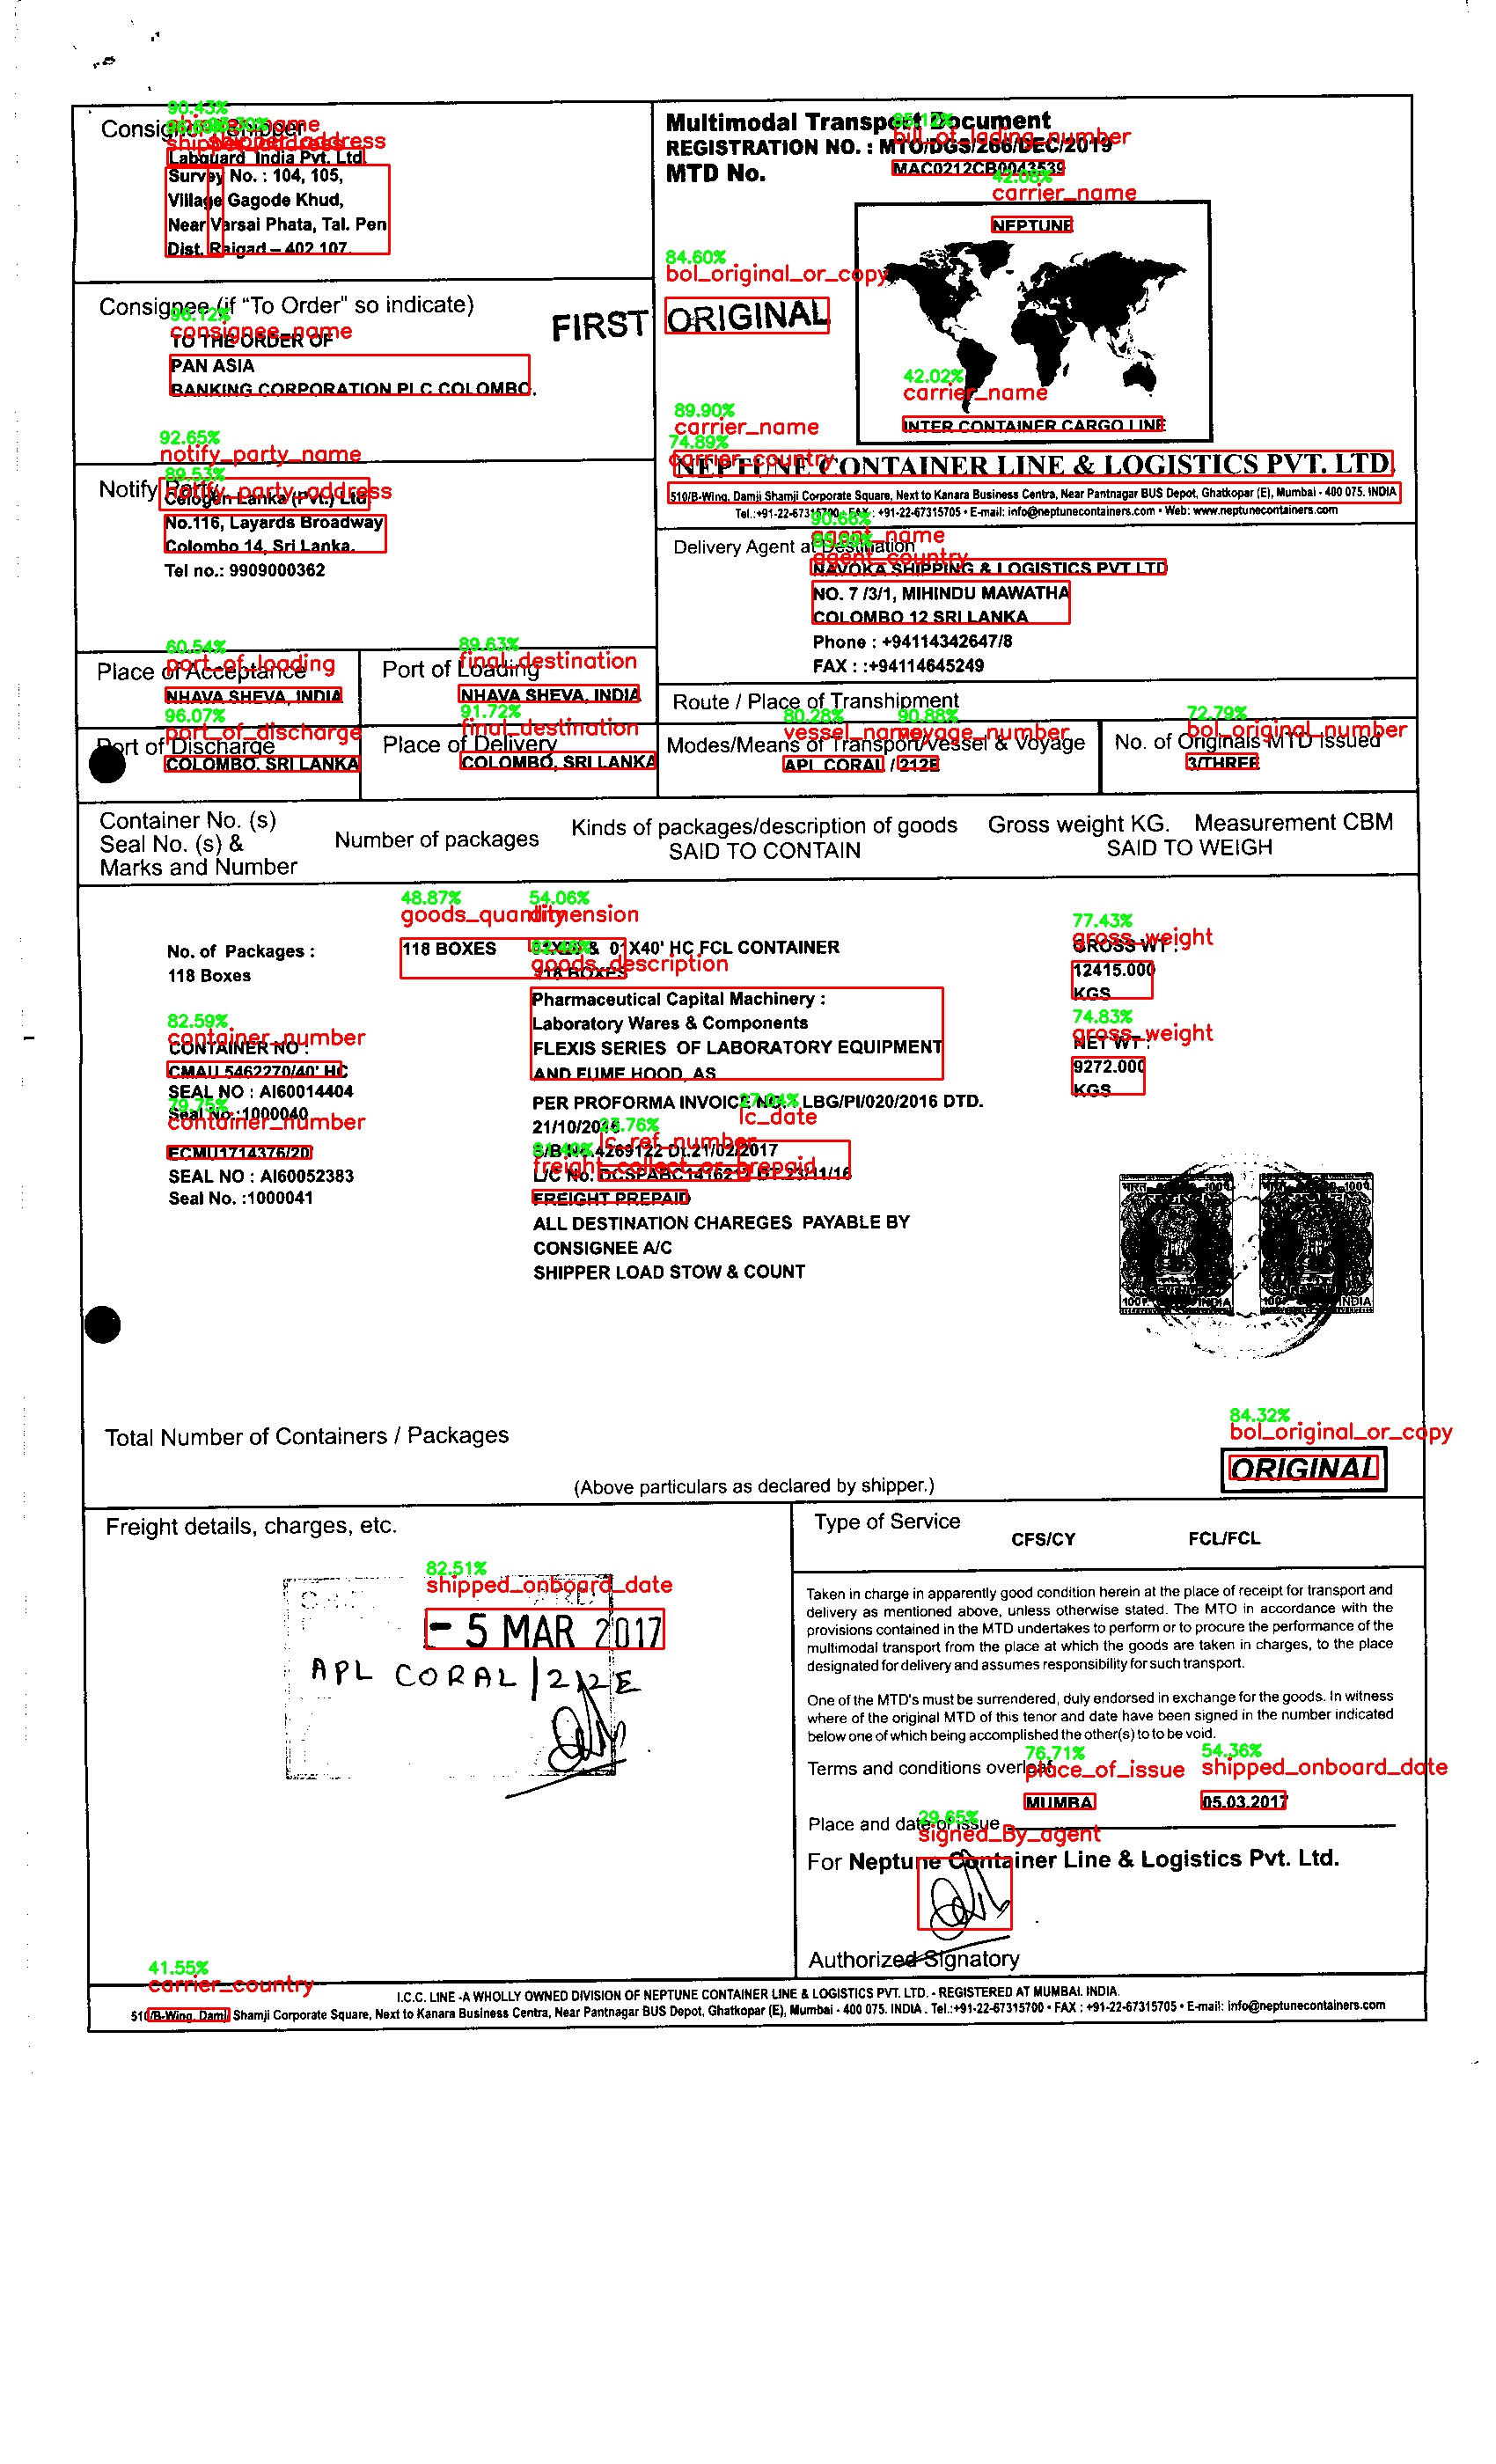 Multimodal Transport Document
REGISTRATION NO. : MTO/DGS/266/DEC/2019
MTD No. MAC0212CB0043539
90.43%
shipper_address
Labguard India Pvt. Ltd
Survey No. : 104, 105,
Village Gagode Khud,
Near Varsai Phata, Tal. Pen
Dist. Raigad – 402 107.
85.12%
bill_of_lading_number
42.08%
carrier_name
NEPTUNE
Consignee (if "To Order" so indicate)
96.12%
consignee_name
TO THE ORDER OF
PAN ASIA
BANKING CORPORATION PLC COLOMBO.
84.60%
bol_original_or_copy
FIRST ORIGINAL
42.02%
carrier_name
INTER CONTAINER CARGO LINE
89.90%
carrier_name
74.89%
carrier_country
NEPTUNE CONTAINER LINE & LOGISTICS PVT. LTD.
510/B-Wing, Damji Shamji Corporate Square, Next to Kanara Business Centra, Near Pantnagar BUS Depot, Ghatkopar (E), Mumbai - 400 075. INDIA
Tel.:+91-22-67315700 • FAX : +91-22-67315705 • E-mail: info@neptunecontainers.com • Web: www.neptunecontainers.com
92.65%
notify_party_name
89.53%
notify_party_address
Notify Party
Celogen Lanka (Pvt.) Ltd
No.116, Layards Broadway
Colombo 14, Sri Lanka.
Tel no.: 9909000362
90.66%
agent_name
agent_country
Delivery Agent at Destination
NAVOKA SHIPPING & LOGISTICS PVT LTD
NO. 7 /3/1, MIHINDU MAWATHA
COLOMBO 12 SRI LANKA
Phone : +94114342647/8
FAX : :+94114645249
60.54%
port_of_loading
Place of Acceptance
NHAVA SHEVA, INDIA
89.63%
final_destination
Port of Loading
NHAVA SHEVA, INDIA
Route / Place of Transhipment
96.07%
port_of_discharge
Port of Discharge
COLOMBO, SRI LANKA
91.72%
final_destination
Place of Delivery
COLOMBO, SRI LANKA
80.28% 90.88%
vessel_name voyage_number
Modes/Means of Transport/Vessel & Voyage
APL CORAL / 212E
72.79%
bol_original_number
No. of Originals MTD Issued
3/THREE
Container No. (s)
Seal No. (s) &
Marks and Number
Number of packages
Kinds of packages/description of goods
SAID TO CONTAIN
Gross weight KG. Measurement CBM
SAID TO WEIGH
48.87% 54.06%
goods_quantity dimension
No. of Packages :
118 Boxes
118 BOXES
& 01X40' HC FCL CONTAINER
118 BOXES
goods_description
Pharmaceutical Capital Machinery :
Laboratory Wares & Components
FLEXIS SERIES OF LABORATORY EQUIPMENT
AND FUME HOOD, AS
PER PROFORMA INVOICE NO. LBG/PI/020/2016 DTD.
21/10/2016
77.43%
gross_weight
GROSS WT :
12415.000
KGS
74.83%
gross_weight
NET WT :
9272.000
KGS
82.59%
container_number
CONTAINER NO :
CMAU 5462270/40' HC
SEAL NO : AI60014404
Seal No.:1000040
79.75%
container_number
ECMU1714376/20
SEAL NO : AI60052383
Seal No. :1000041
27.04%
lc_date
23.76%
lc_ref_number
S/B No.4269122 Dt.21/02/2017
81.40%
freight_collect_or_prepaid
L/C No. DCSPABC1416212 DT.23/11/16
FREIGHT PREPAID
ALL DESTINATION CHAREGES PAYABLE BY
CONSIGNEE A/C
SHIPPER LOAD STOW & COUNT
भारत
INDIA
INDIA
Total Number of Containers / Packages
84.32%
bol_original_or_copy
ORIGINAL
(Above particulars as declared by shipper.)
Freight details, charges, etc.
Type of Service
CFS/CY FCL/FCL
82.51%
shipped_onboard_date
- 5 MAR 2017
APL CORAL/212E
Taken in charge in apparently good condition herein at the place of receipt for transport and
delivery as mentioned above, unless otherwise stated. The MTO in accordance with the
provisions contained in the MTD undertakes to perform or to procure the performance of the
multimodal transport from the place at which the goods are taken in charges, to the place
designated for delivery and assumes responsibility for such transport.
One of the MTD's must be surrendered, duly endorsed in exchange for the goods. In witness
where of the original MTD of this tenor and date have been signed in the number indicated
below one of which being accomplished the other(s) to to be void.
76.71% 54.36%
Terms and conditions overleaf place_of_issue shipped_onboard_date
MUMBAI 05.03.2017
Place and date of issue
29.65%
signed_By_agent
For Neptune Container Line & Logistics Pvt. Ltd.
Authorized Signatory
41.55%
carrier_country
I.C.C. LINE -A WHOLLY OWNED DIVISION OF NEPTUNE CONTAINER LINE & LOGISTICS PVT. LTD. - REGISTERED AT MUMBAI. INDIA.
510/B-Wing, Damji Shamji Corporate Square, Next to Kanara Business Centra, Near Pantnagar BUS Depot, Ghatkopar (E), Mumbai - 400 075. INDIA . Tel.:+91-22-67315700 • FAX : +91-22-67315705 • E-mail: info@neptunecontainers.com